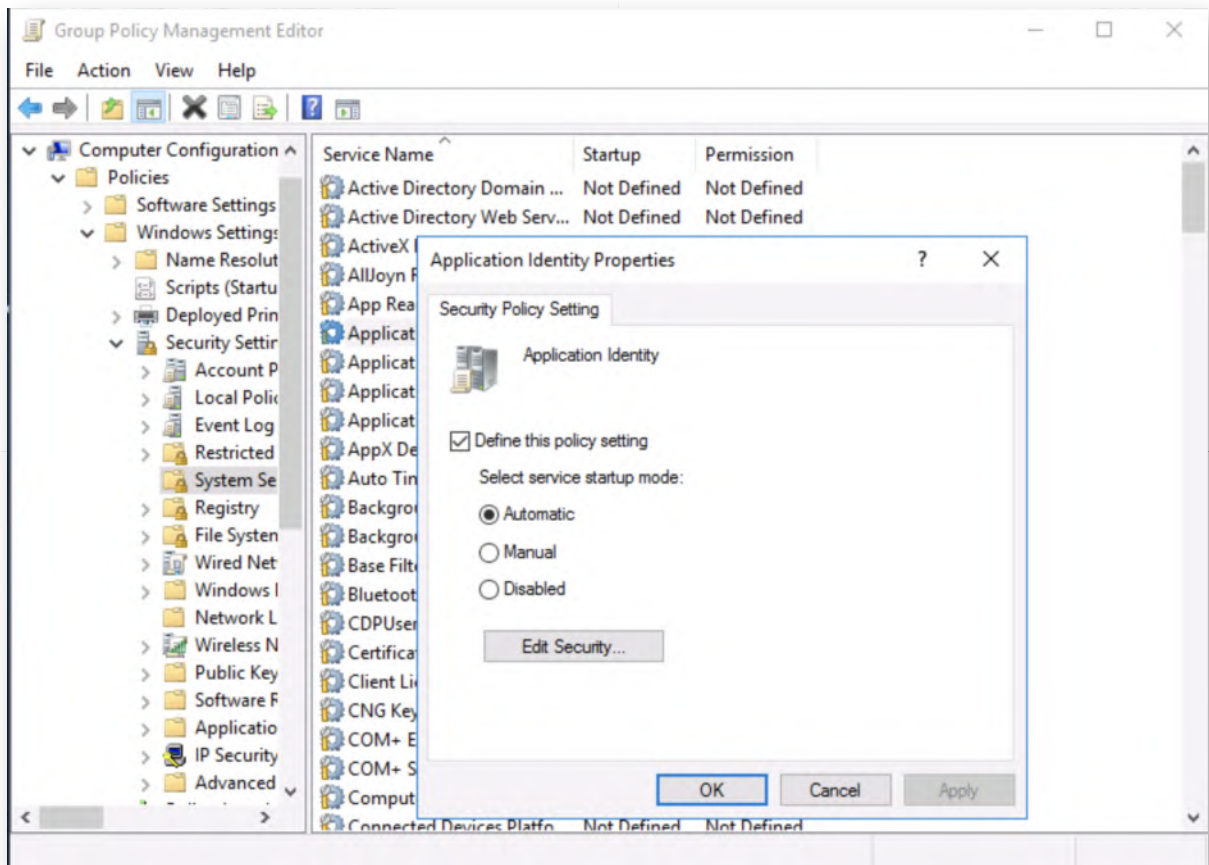 Group Policy Management Editor
File Action View Help
Computer Configuration
Policies
Software Settings
Windows Settings
Name Resolut
Scripts (Startu
Deployed Prin
Security Settin
Account P
Local Polic
Event Log
Restricted
System Se
Registry
File System
Wired Net
Windows
Network L
Wireless N
Public Key
Software R
Applicatio
IP Security
Advanced
Service Name Startup Permission
Active Directory Domain ... Not Defined Not Defined
Active Directory Web Serv... Not Defined Not Defined
ActiveX
AllJoyn
App Rea
Applicat
Applicat
Applicat
Applicat
AppX De
Auto Tin
Backgrou
Backgrou
Base Filte
Bluetoot
CDPUser
Certifica
Client Li
CNG Key
COM+ E
COM+ S
Comput
Connected Devices Platfo... Not Defined Not Defined
Application Identity Properties ?
Security Policy Setting
Application Identity
Define this policy setting
Select service startup mode:
Automatic
Manual
Disabled
Edit Security...
OK Cancel Apply